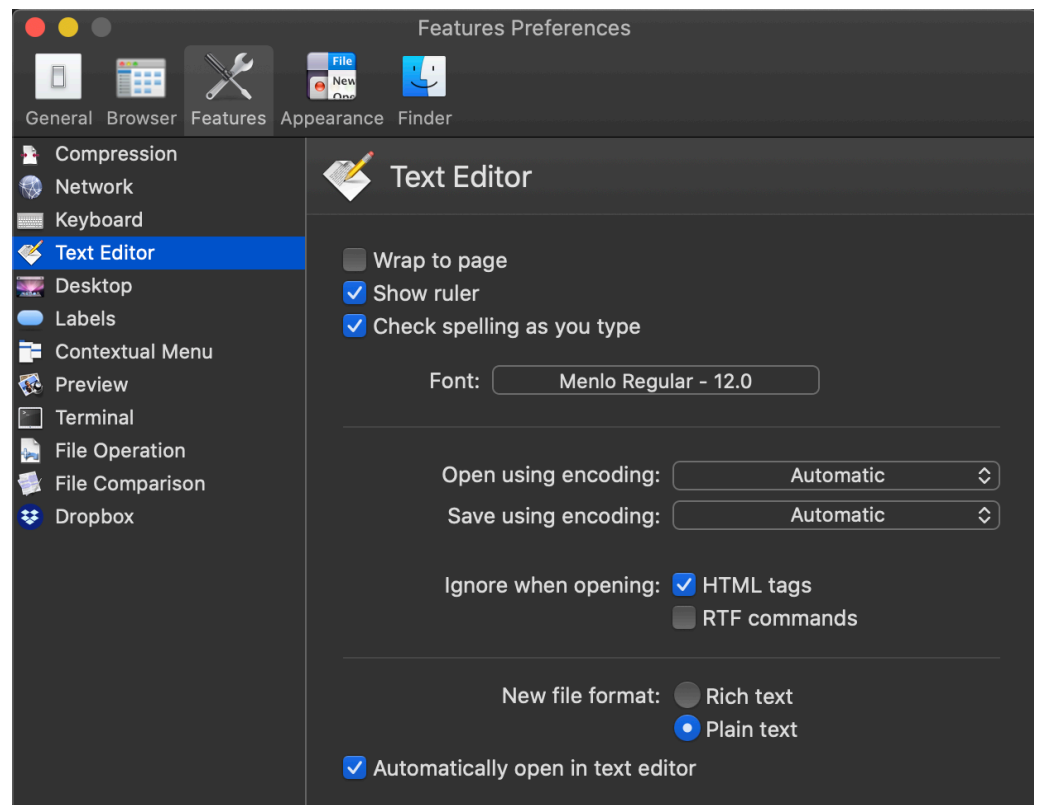 Features Preferences
File
New
General Browser Features Appearance Finder
Compression
Network
Keyboard
Text Editor
Desktop
Labels
Contextual Menu
Preview
Terminal
File Operation
File Comparison
Dropbox
Text Editor
Wrap to page
Show ruler
Check spelling as you type
Font: Menlo Regular - 12.0
Open using encoding: Automatic
Save using encoding: Automatic
Ignore when opening: HTML tags
RTF commands
New file format: Rich text
Plain text
Automatically open in text editor